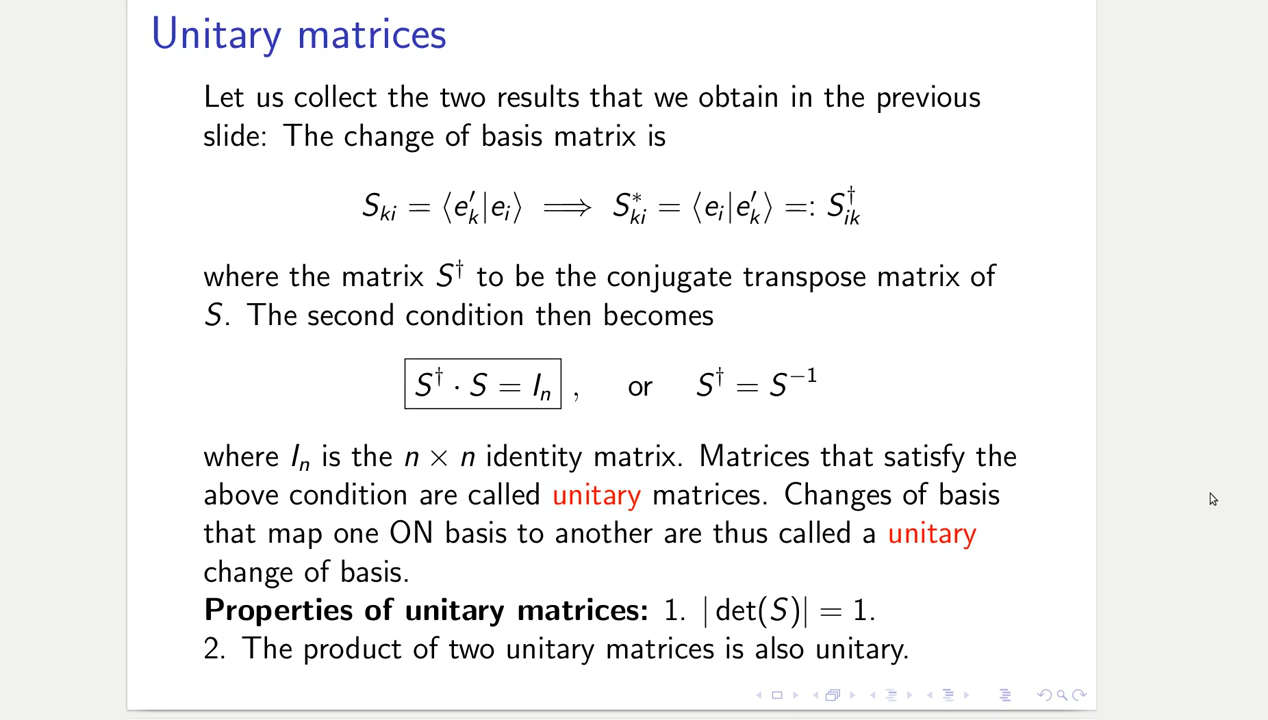 Unitary matrices
Let us collect the two results that we obtain in the previous
slide: The change of basis matrix is
S_{ki} = ⟨e′_k|e_i⟩ ⟹ S*_{ki} = ⟨e_i|e′_k⟩ =: S†_{ik}
where the matrix S† to be the conjugate transpose matrix of
S. The second condition then becomes
S† · S = I_n , or S† = S⁻¹
where I_n is the n × n identity matrix. Matrices that satisfy the
above condition are called unitary matrices. Changes of basis
that map one ON basis to another are thus called a unitary
change of basis.
Properties of unitary matrices: 1. | det(S)| = 1.
2. The product of two unitary matrices is also unitary.